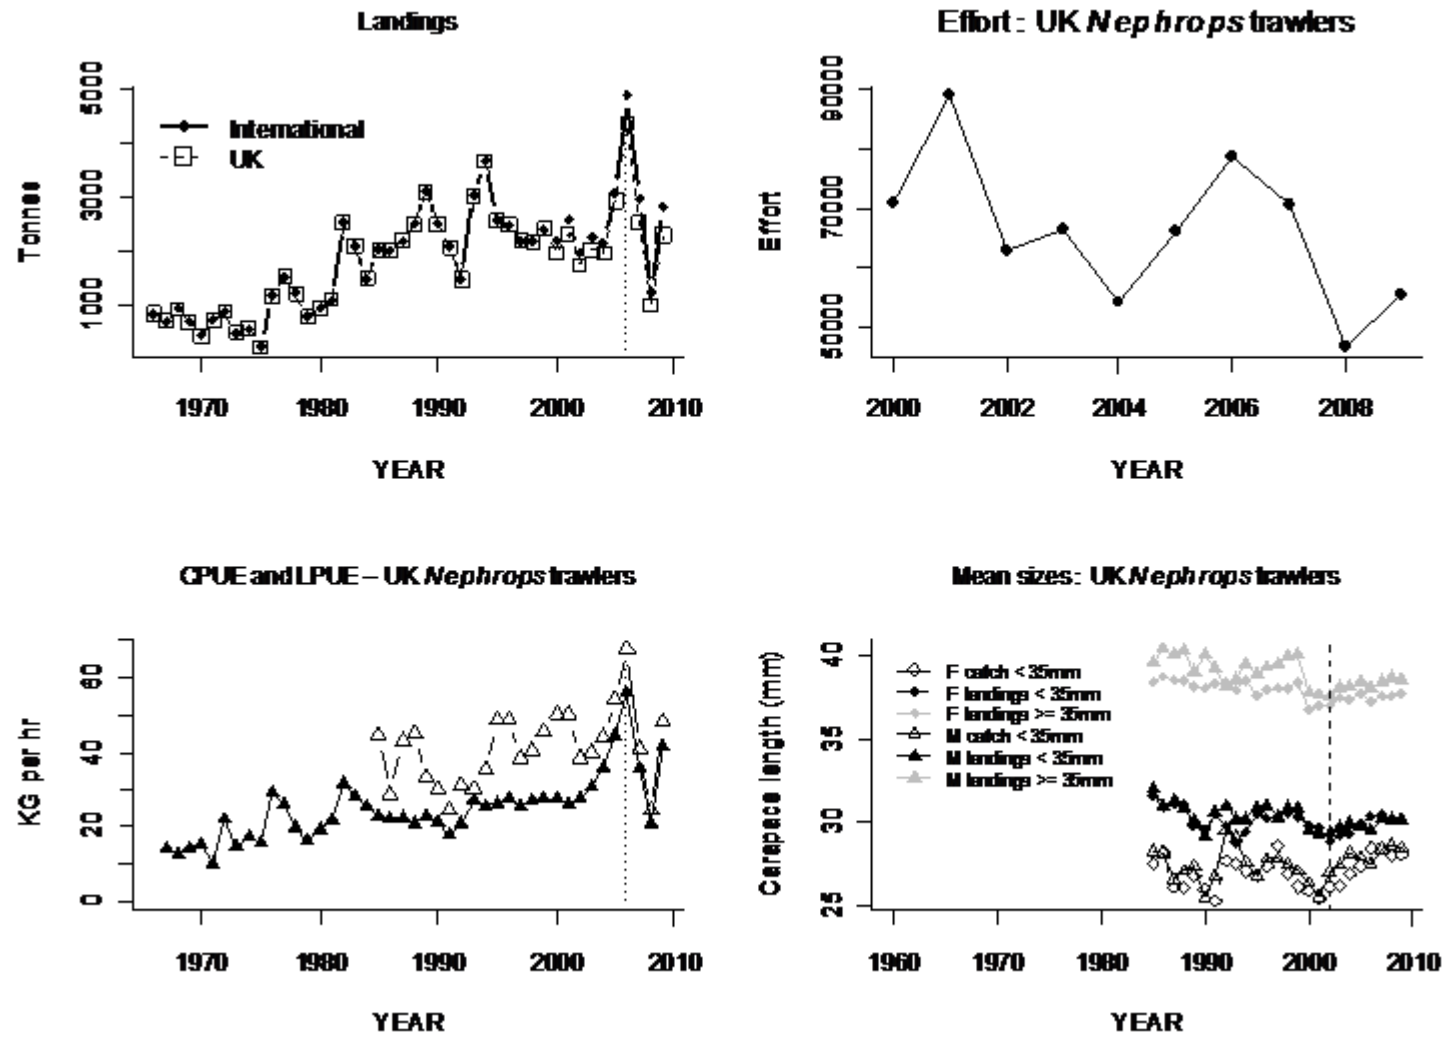 Landings
Tonnes
5000
3000
1000
International
UK
1970 1980 1990 2000 2010
YEAR
Effort : UK Nephrops trawlers
Effort
90000
70000
50000
2000 2002 2004 2006 2008
YEAR
CPUE and LPUE – UK Nephrops trawlers
KG per hr
60
40
20
0
1970 1980 1990 2000 2010
YEAR
Mean sizes : UK Nephrops trawlers
Carapace length (mm)
40
35
30
25
F catch < 35mm
F landings < 35mm
F landings >= 35mm
M catch < 35mm
M landings < 35mm
M landings >= 35mm
1960 1970 1980 1990 2000 2010
YEAR